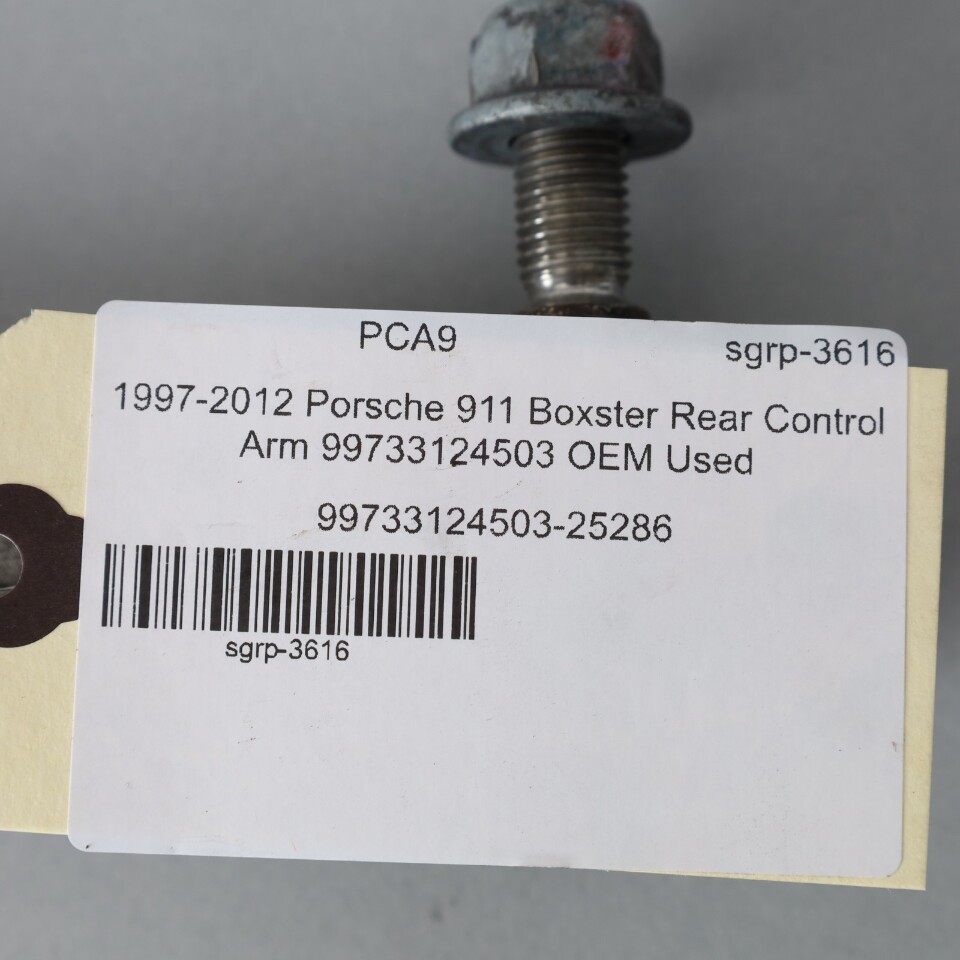 PCA9 sgrp-3616
1997-2012 Porsche 911 Boxster Rear Control
Arm 99733124503 OEM Used
99733124503-25286
sgrp-3616